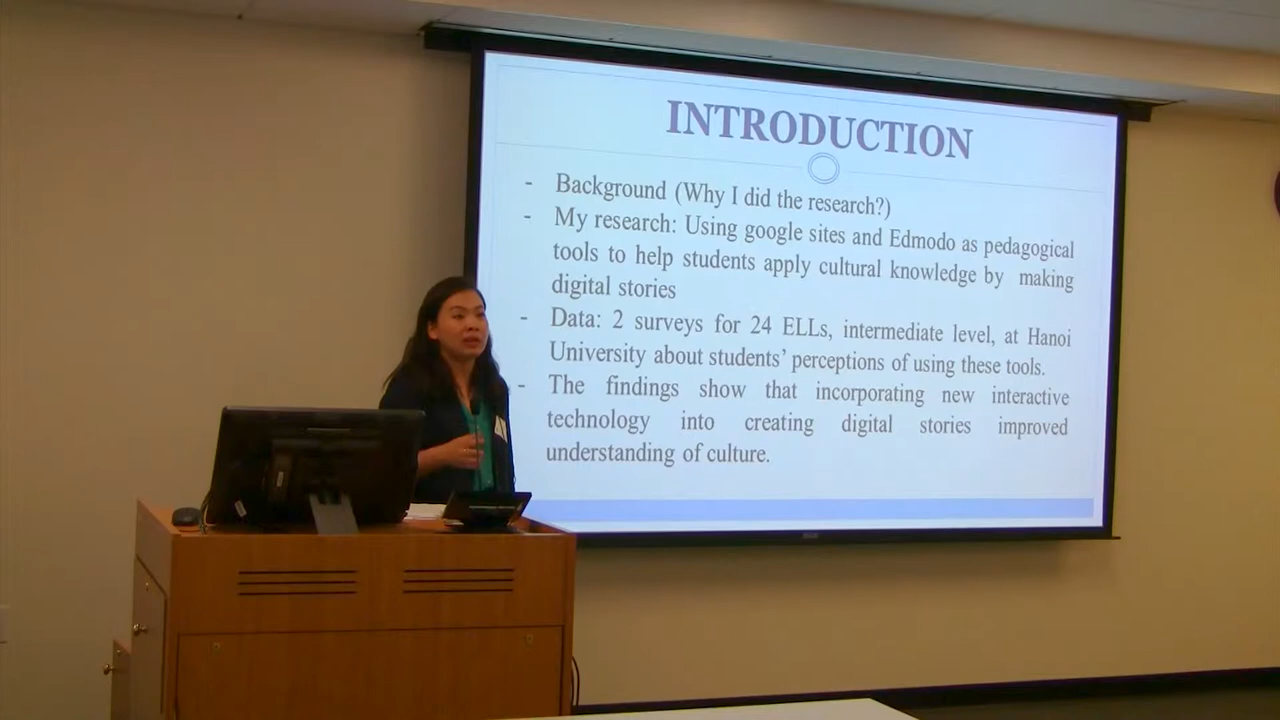 INTRODUCTION
- Background (Why I did the research?)
- My research: Using google sites and Edmodo as pedagogical
tools to help students apply cultural knowledge by making
digital stories
- Data: 2 surveys for 24 ELLs, intermediate level, at Hanoi
University about students' perceptions of using these tools.
- The findings show that incorporating new interactive
technology into creating digital stories improved
understanding of culture.